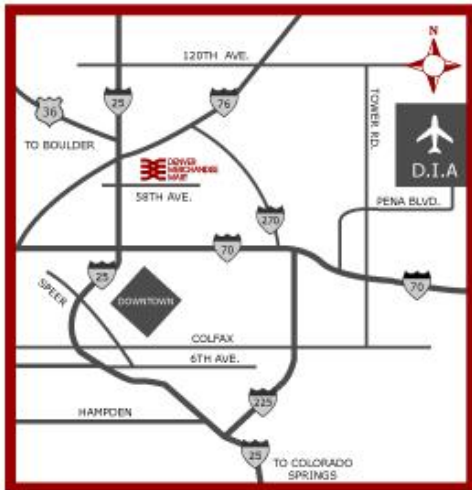 N
120TH AVE.
25
76
36
TO BOULDER
TOWER RD.
D.I.A
DENVER
MERCHANDISE
MART
58TH AVE.
PENA BLVD.
270
70
25
70
SPEER
DOWNTOWN
COLFAX
6TH AVE.
225
HAMPDEN
25
TO COLORADO
SPRINGS